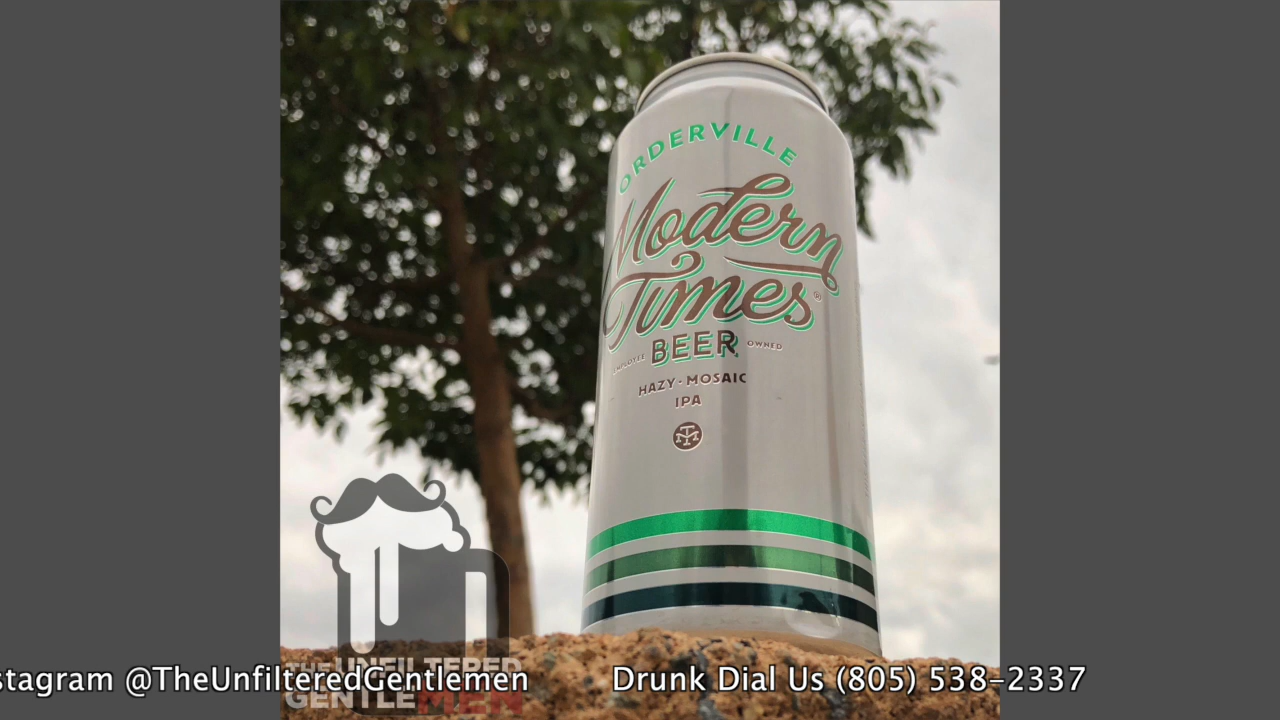 ORDERVILLE
Modern
Times®
EMPLOYEE BEER OWNED
HAZY · MOSAIC
IPA
THE UNFILTERED
GENTLEMEN
stagram @TheUnfilteredGentlemen Drunk Dial Us (805) 538-2337